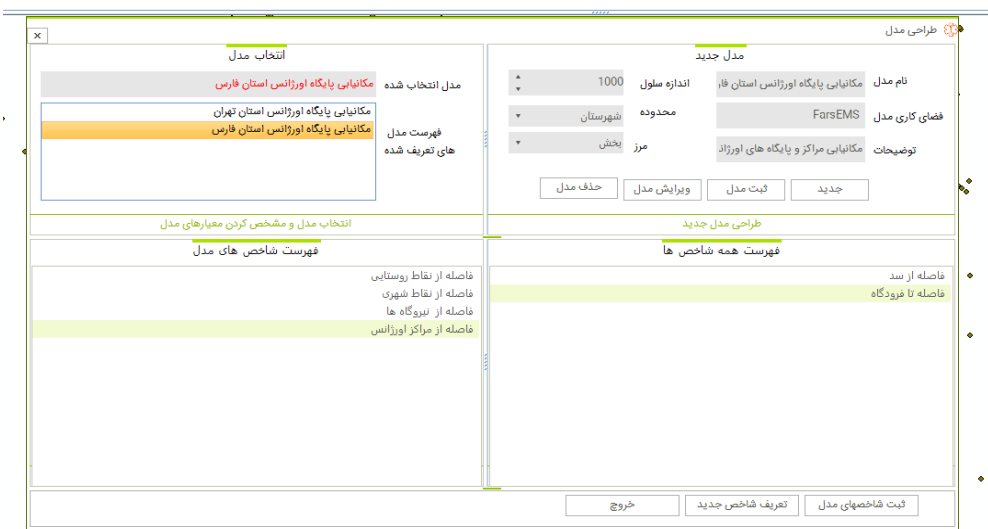 طراحی مدل
مدل جدید
نام مدل
مکانیابی پایگاه اورژانس استان فار
اندازه سلول
1000
فضای کاری مدل
FarsEMS
محدوده
شهرستان
توضیحات
مکانیابی مراکز و پایگاه های اورژانـ
مرز
بخش
جدید
ثبت مدل
ویرایش مدل
حذف مدل
طراحی مدل جدید
انتخاب مدل
مدل انتخاب شده
مکانیابی پایگاه اورژانس استان فارس
فهرست مدل
های تعریف شده
مکانیابی پایگاه اورژانس استان تهران
مکانیابی پایگاه اورژانس استان فارس
انتخاب مدل و مشخص کردن معیارهای مدل
فهرست همه شاخص ها
فاصله از سد
فاصله تا فرودگاه
فهرست شاخص های مدل
فاصله از نقاط روستایی
فاصله از نقاط شهری
فاصله از نیروگاه ها
فاصله از مراکز اورژانس
ثبت شاخصهای مدل
تعریف شاخص جدید
خروج